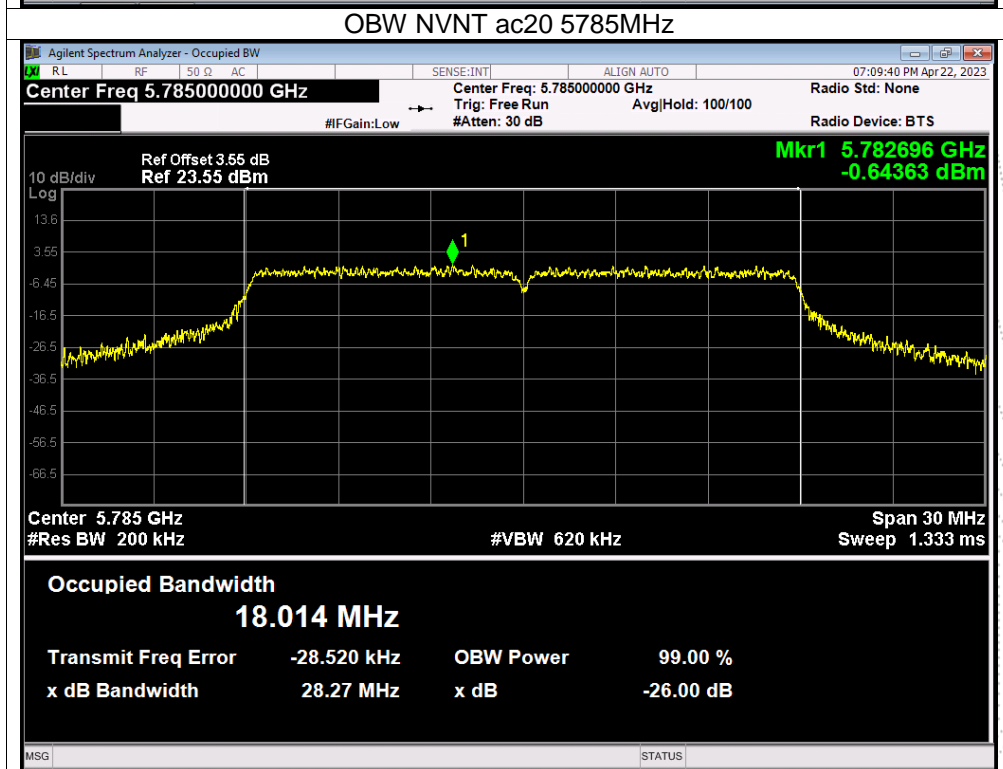 OBW NVNT ac20 5785MHz
Agilent Spectrum Analyzer - Occupied BW
LXI RL RF 50 Ω AC SENSE:INT ALIGN AUTO 07:09:40 PM Apr 22, 2023
Center Freq 5.785000000 GHz Center Freq: 5.785000000 GHz Radio Std: None
Trig: Free Run Avg|Hold: 100/100
#IFGain:Low #Atten: 30 dB Radio Device: BTS
Mkr1 5.782696 GHz
-0.64363 dBm
Ref Offset 3.55 dB
10 dB/div Ref 23.55 dBm
Log
13.6
1
3.55
-6.45
-16.5
-26.5
-36.5
-46.5
-56.5
-66.5
Center 5.785 GHz Span 30 MHz
#Res BW 200 kHz #VBW 620 kHz Sweep 1.333 ms
Occupied Bandwidth
18.014 MHz
Transmit Freq Error -28.520 kHz OBW Power 99.00 %
x dB Bandwidth 28.27 MHz x dB -26.00 dB
MSG STATUS